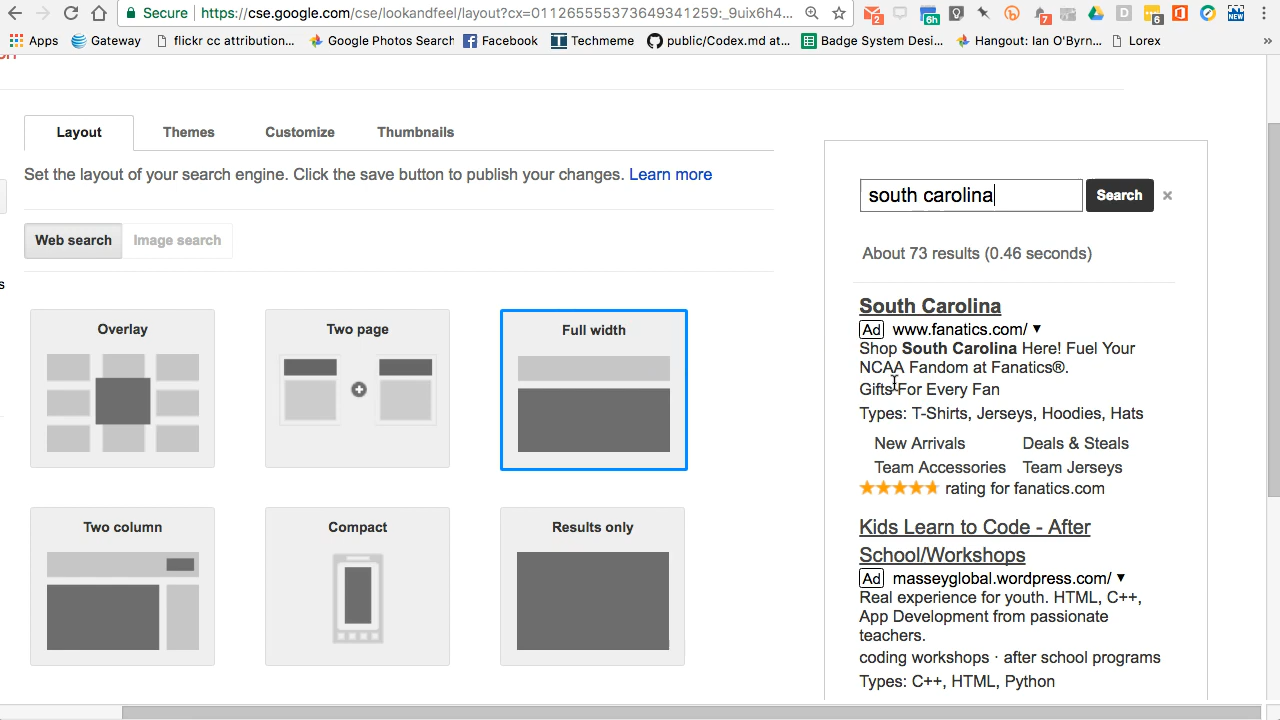 Secure https://cse.google.com/cse/lookandfeel/layout?cx=011265555373649341259:_9uix6h4...
2 6h 7 6 NEW
Apps Gateway flickr cc attribution... Google Photos Sear Facebook Techmeme public/Codex.md at... Badge System Desi... Hangout: Ian O'Byrn... Lorex »
Layout Themes Customize Thumbnails
Set the layout of your search engine. Click the save button to publish your changes. Learn more
Web search Image search
Overlay Two page Full width
Two column Compact Results only
south carolina Search ×
About 73 results (0.46 seconds)
South Carolina
Ad www.fanatics.com/ ▼
Shop South Carolina Here! Fuel Your
NCAA Fandom at Fanatics®.
Gifts For Every Fan
Types: T-Shirts, Jerseys, Hoodies, Hats
New Arrivals Deals & Steals
Team Accessories Team Jerseys
rating for fanatics.com
Kids Learn to Code - After
School/Workshops
Ad masseyglobal.wordpress.com/ ▼
Real experience for youth. HTML, C++,
App Development from passionate
teachers.
coding workshops · after school programs
Types: C++, HTML, Python